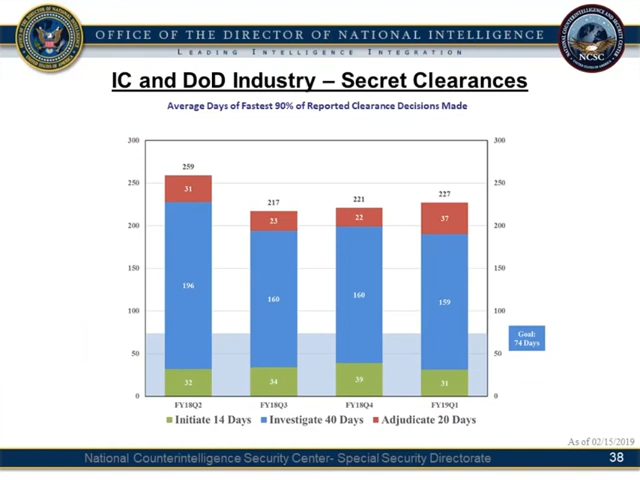 OFFICE OF THE DIRECTOR OF NATIONAL INTELLIGENCE
LEADING INTELLIGENCE INTEGRATION
NCSC
IC and DoD Industry – Secret Clearances
Average Days of Fastest 90% of Reported Clearance Decisions Made
300 300
259
250 31 217 221 227 250
23 22 37
200 200
196 160 160 159
150 150
100 100
Goal:
74 Days
50 50
32 34 39 31
0 0
FY18Q2 FY18Q3 FY18Q4 FY19Q1
Initiate 14 Days Investigate 40 Days Adjudicate 20 Days
As of 02/15/2019
National Counterintelligence Security Center- Special Security Directorate 38